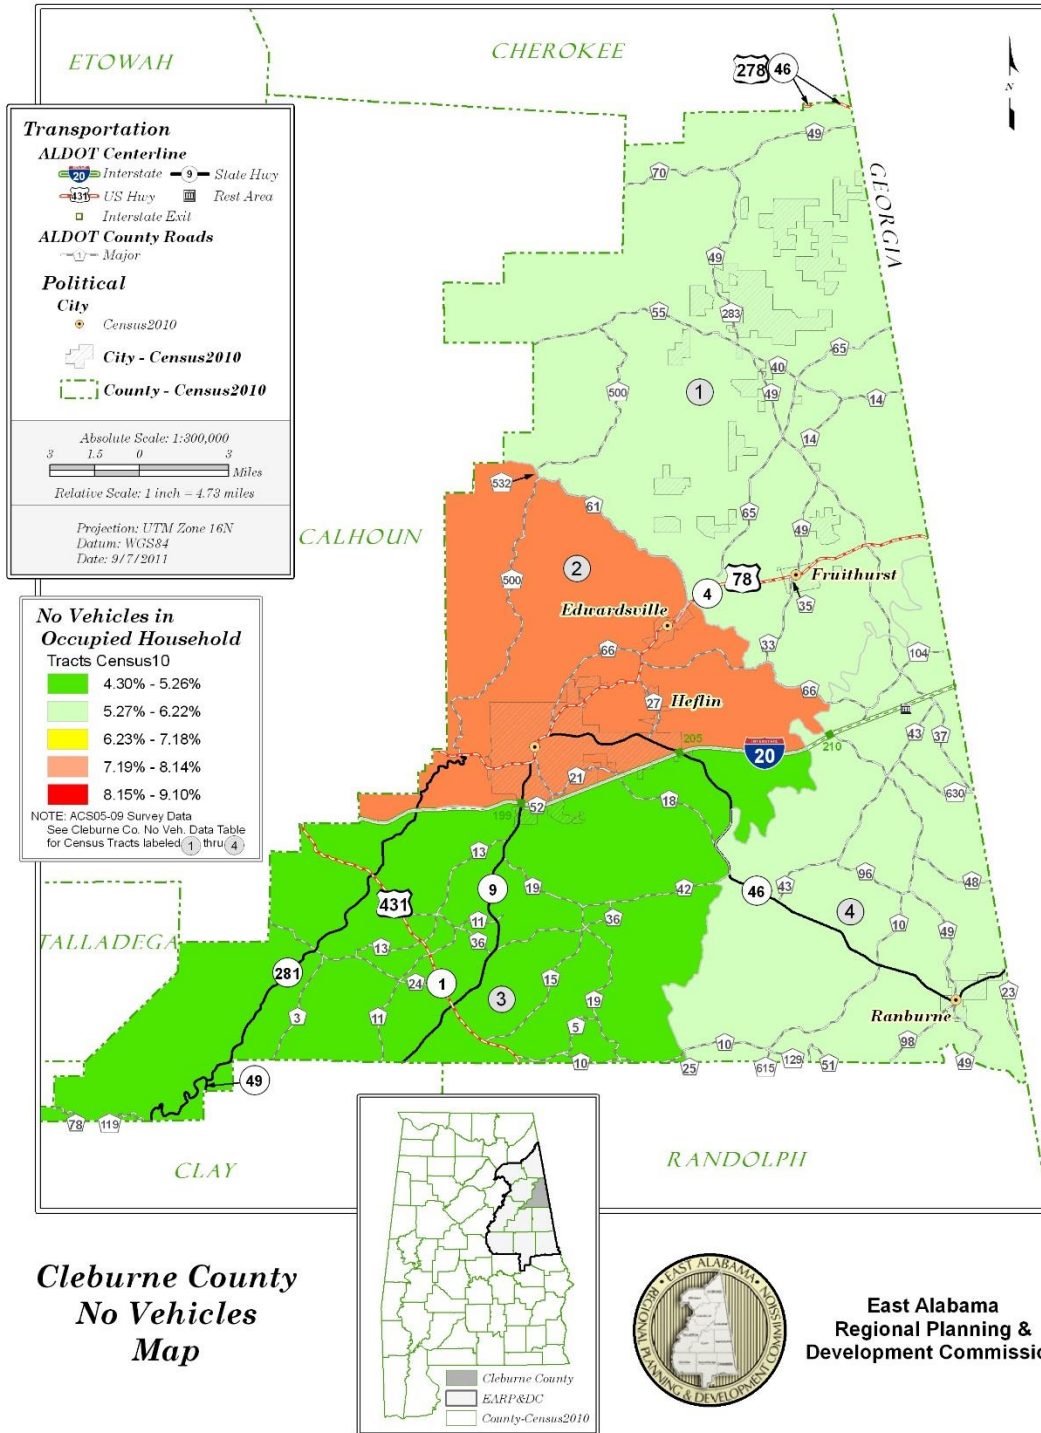 ETOWAH
CHEROKEE
278 46
N
GEORGIA
Transportation
ALDOT Centerline
20 Interstate 9 State Hwy
431 US Hwy Rest Area
Interstate Exit
ALDOT County Roads
1 Major
Political
City
Census2010
City - Census2010
County - Census2010
Absolute Scale: 1:300,000
3 1.5 0 3
Miles
Relative Scale: 1 inch = 4.73 miles
Projection: UTM Zone 16N
Datum: WGS84
Date: 9/7/2011
No Vehicles in
Occupied Household
Tracts Census10
4.30% - 5.26%
5.27% - 6.22%
6.23% - 7.18%
7.19% - 8.14%
8.15% - 9.10%
NOTE: ACS05-09 Survey Data
See Cleburne Co. No Veh. Data Table
for Census Tracts labeled 1 thru 4
49
70
49
283
55
65
40
49
14
500
1
14
532
61
65
49
CALHOUN
2
500
4
78
Fruithurst
35
Edwardsville
66
33
104
66
27
Heflin
205
20
210
43
37
21
52
199
18
630
13
9
19
42
46
43
96
48
431
11
36
36
4
10
49
TALLADEGA
13
281
24
1
15
3
19
23
3
11
5
Ranburne
98
10
10
25
615
129
51
49
49
78
119
CLAY
RANDOLPH
Cleburne County
No Vehicles
Map
Cleburne County
EARP&DC
County-Census2010
EAST ALABAMA
REGIONAL PLANNING & DEVELOPMENT COMMISSION
East Alabama
Regional Planning &
Development Commissio